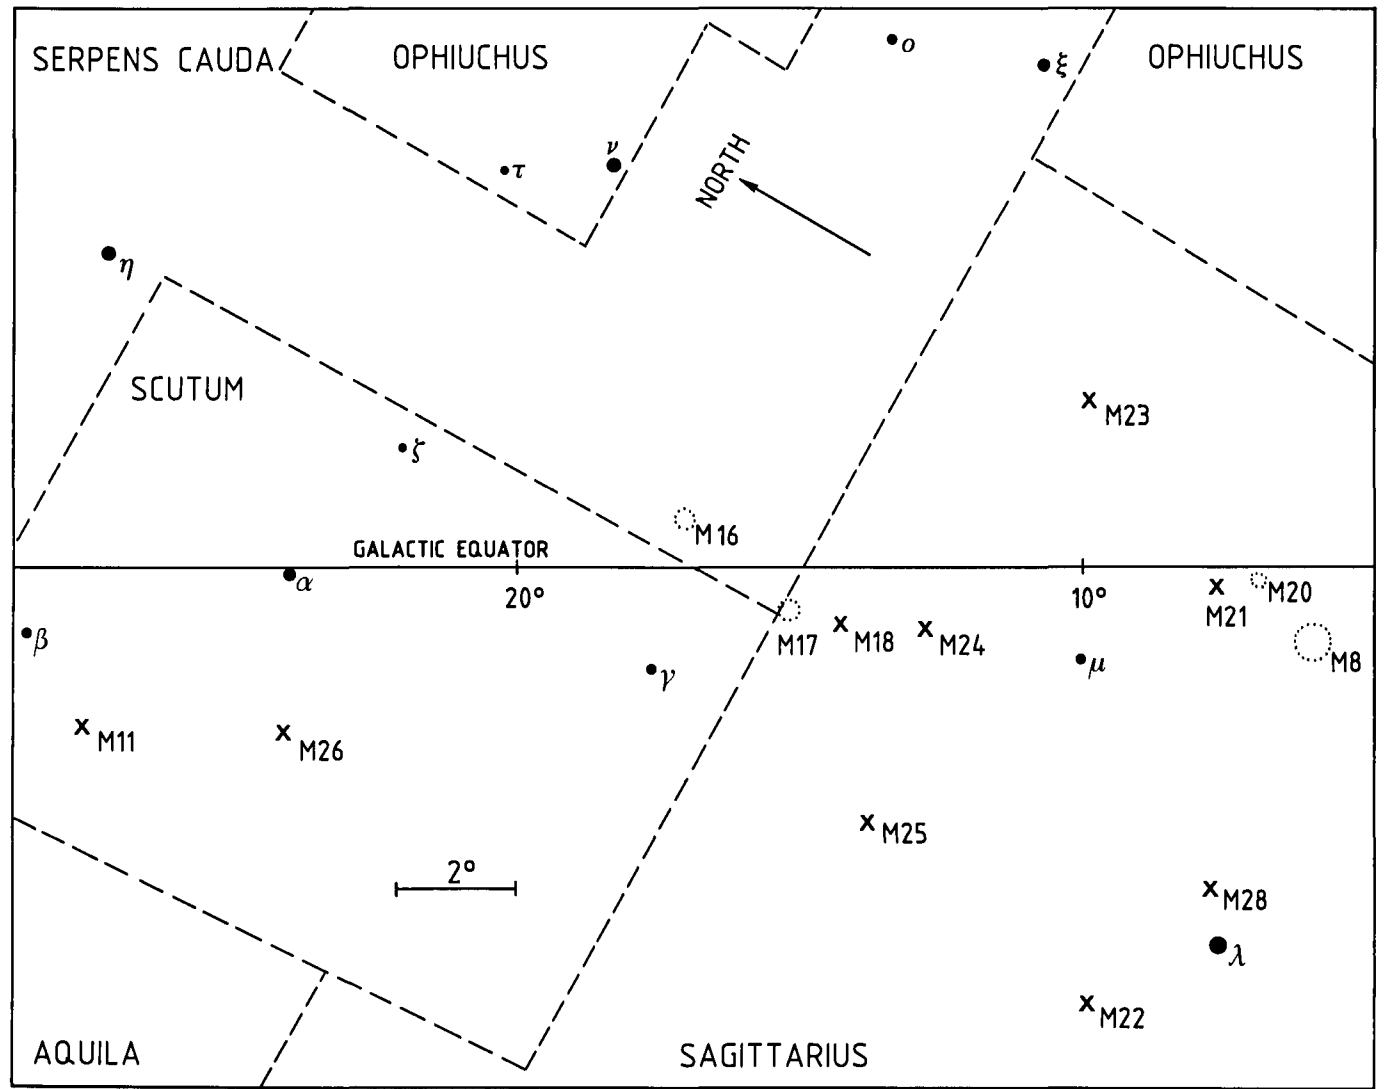 SERPENS CAUDA
OPHIUCHUS
ο
ξ
OPHIUCHUS
τ
ν
NORTH
η
SCUTUM
ζ
M23
M16
GALACTIC EQUATOR
α
20°
10°
M20
M21
β
M17
M18
M24
μ
M8
γ
M11
M26
M25
2°
M28
λ
M22
AQUILA
SAGITTARIUS